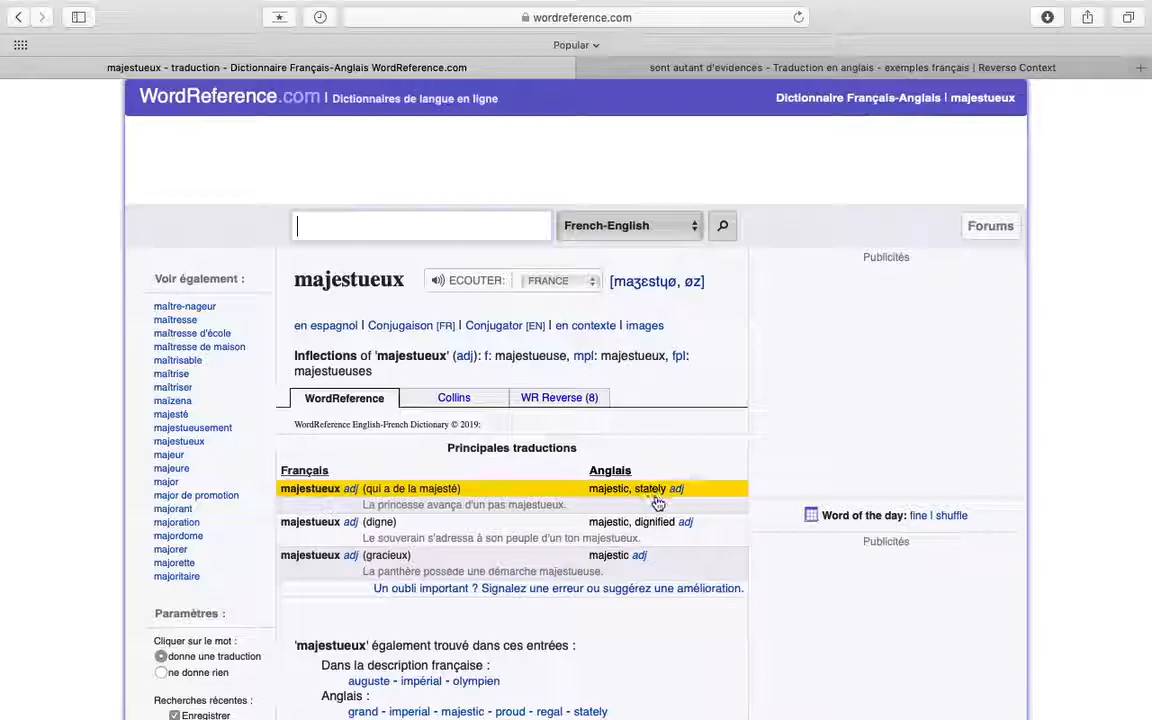 wordreference.com
Popular
majestueux - traduction - Dictionnaire Français-Anglais WordReference.com
sont autant d'evidences - Traduction en anglais - exemples français | Reverso Context
WordReference.com | Dictionnaires de langue en ligne
Dictionnaire Français-Anglais | majestueux
French-English
Forums
Voir également :
maître-nageur
maîtresse
maîtresse d'école
maîtresse de maison
maîtrisable
maîtrise
maîtriser
maïzena
majesté
majestueusement
majestueux
majeur
majeure
major
major de promotion
majorant
majoration
majordome
majorer
majorette
majoritaire
Paramètres :
Cliquer sur le mot :
donne une traduction
ne donne rien
Recherches récentes :
Enregistrer
majestueux ECOUTER: FRANCE [maʒɛstɥø, øz]
en espagnol | Conjugaison [FR] | Conjugator [EN] | en contexte | images
Inflections of 'majestueux' (adj): f: majestueuse, mpl: majestueux, fpl:
majestueuses
WordReference Collins WR Reverse (8)
WordReference English-French Dictionary © 2019:
Principales traductions
Français Anglais
majestueux adj (qui a de la majesté) majestic, stately adj
La princesse avança d'un pas majestueux.
majestueux adj (digne) majestic, dignified adj
Le souverain s'adressa à son peuple d'un ton majestueux.
majestueux adj (gracieux) majestic adj
La panthère possède une démarche majestueuse.
Un oubli important ? Signalez une erreur ou suggérez une amélioration.
'majestueux' également trouvé dans ces entrées :
Dans la description française :
auguste - impérial - olympien
Anglais :
grand - imperial - majestic - proud - regal - stately
Publicités
Word of the day: fine | shuffle
Publicités